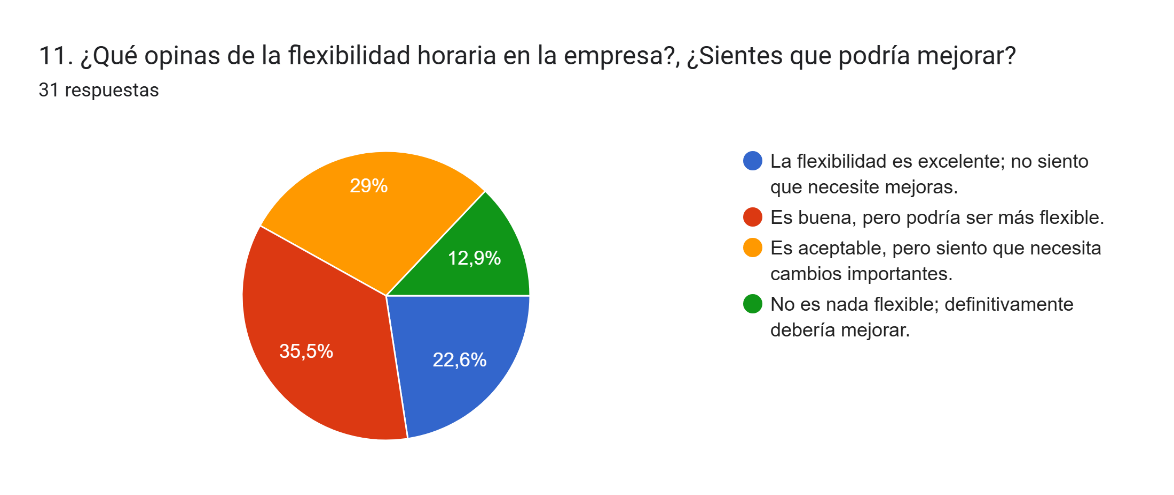 11. ¿Qué opinas de la flexibilidad horaria en la empresa?, ¿Sientes que podría mejorar?
31 respuestas
29%
12,9%
35,5%
22,6%
La flexibilidad es excelente; no siento
que necesite mejoras.
Es buena, pero podría ser más flexible.
Es aceptable, pero siento que necesita
cambios importantes.
No es nada flexible; definitivamente
debería mejorar.